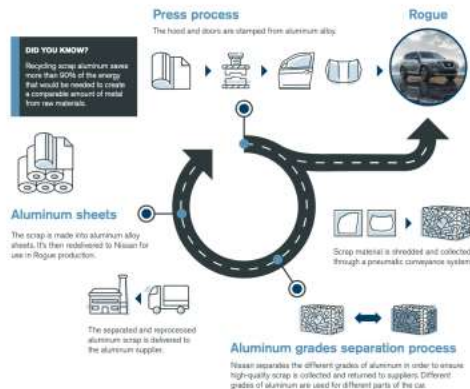 Press process
The hood and doors are stamped from aluminum alloy.
Rogue
DID YOU KNOW?
Recycling scrap aluminum saves
more than 90% of the energy
that would be needed to create
a comparable amount of metal
from raw materials.
Aluminum sheets
The scrap is made into aluminum alloy
sheets. It's then redelivered to Nissan for
use in Rogue production.
Scrap material is shredded and collected
through a pneumatic conveyance system
The separated and reprocessed
aluminum scrap is delivered to
the aluminum supplier.
Aluminum grades separation process
Nissan separates the different grades of aluminum in order to ensure
high-quality scrap is collected and returned to suppliers. Different
grades of aluminum are used for different parts of the car.